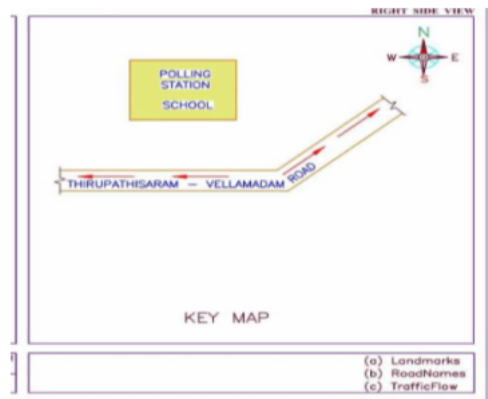 RIGHT SIDE VIEW
N
W E
S
POLLING
STATION
SCHOOL
THIRUPATHISARAM - VELLAMADAM ROAD
KEY MAP
(a) Landmarks
(b) RoadNames
(c) TrafficFlow